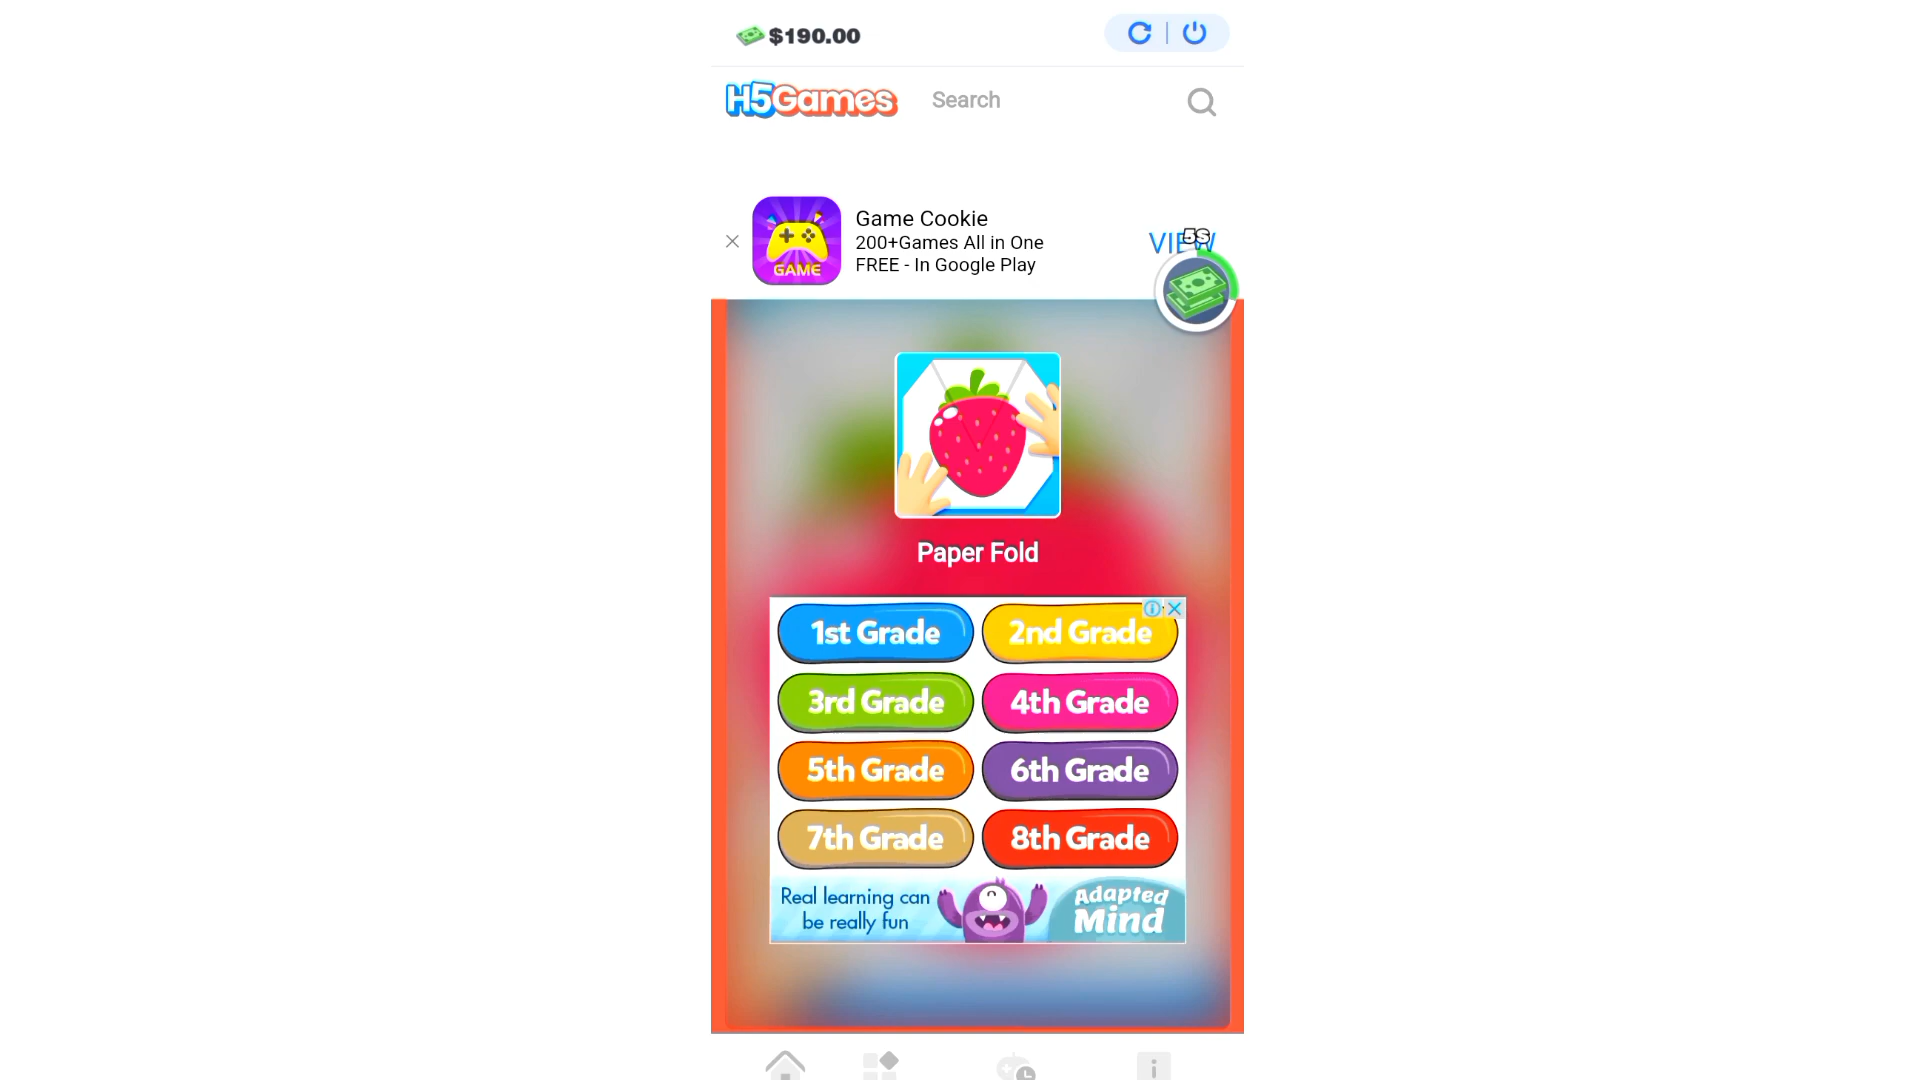 $190.00
H5Games
Search
Game Cookie
200+Games All in One
FREE - In Google Play
VIEW
5S
GAME
Paper Fold
1st Grade
2nd Grade
3rd Grade
4th Grade
5th Grade
6th Grade
7th Grade
8th Grade
Real learning can
be really fun
Adapted
Mind